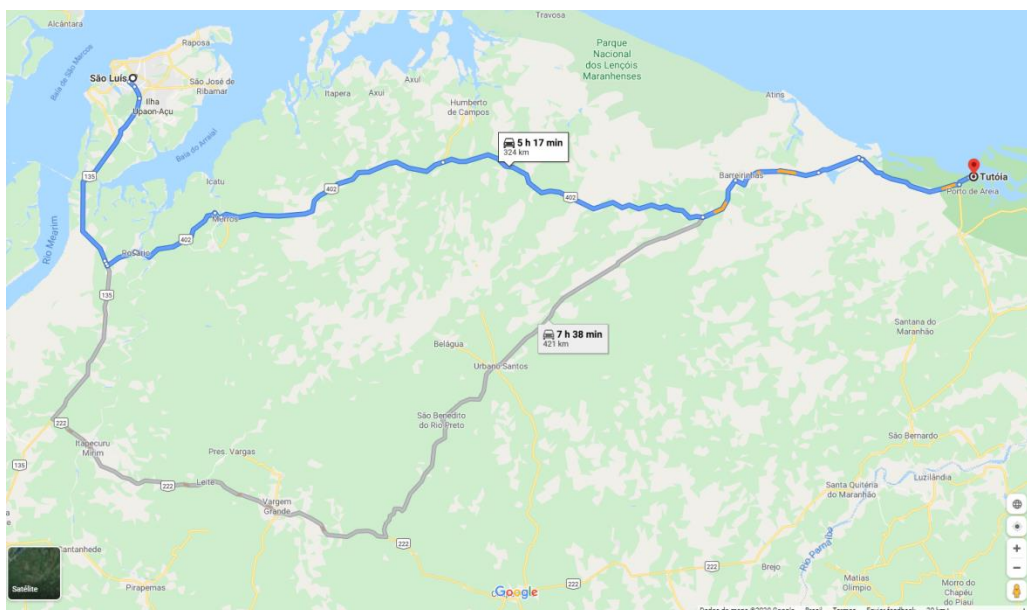 Alcântara
Travosa
Raposa
Baía de São Marcos
São Luís
São José de
Ribamar
Ilha
Upaon-Açu
Parque
Nacional
dos Lençóis
Maranhenses
Axuí
Itapera
Axui
Humberto
de Campos
Atins
Baía do Arraial
5 h 17 min
324 km
135
Icatu
402
Barreirinhas
Tutóia
Porto de Areia
402
Morros
402
Rio Mearim
Rosário
135
7 h 38 min
421 km
Santana do
Maranhão
Belágua
Urbano Santos
São Benedito
do Rio Preto
222
Itapecuru
Mirim
São Bernardo
135
Pres. Vargas
Luzilândia
222
Leite
Santa Quitéria
do Maranhão
Vargem
Grande
222
Rio Parnaíba
Cantanhede
Satélite
Pirapemas
Google
222
Brejo
Matias
Olímpio
Morro do
Chapéu
do Piauí